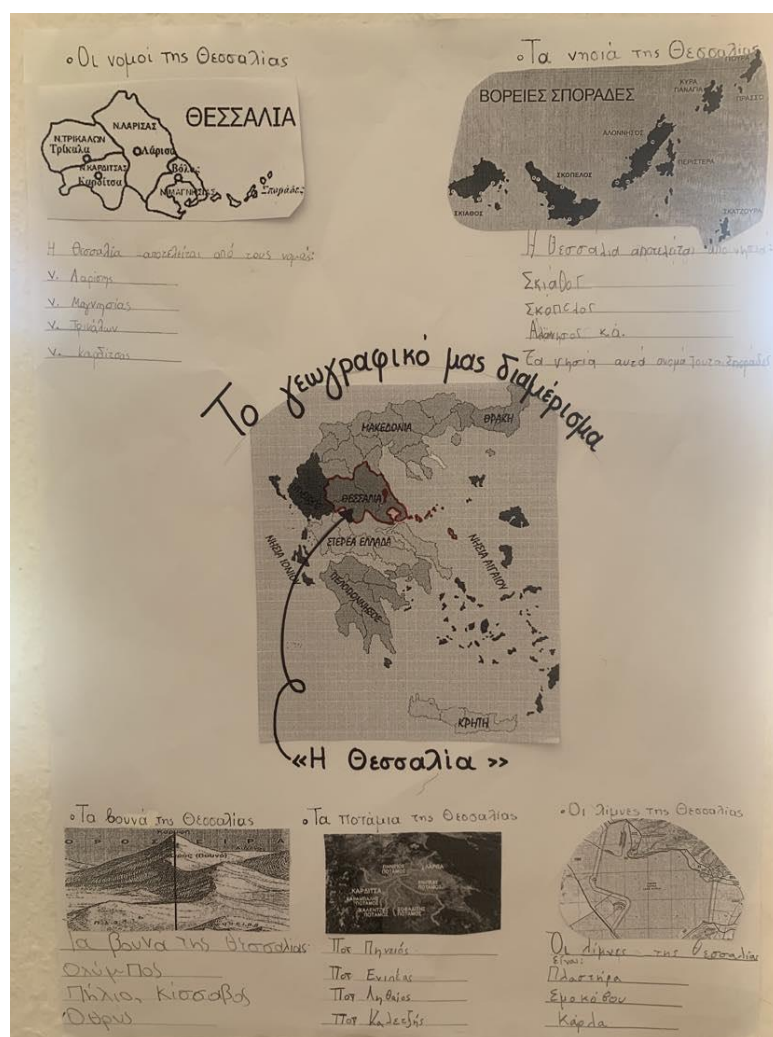 • Οι νομοί της Θεσσαλίας
ΘΕΣΣΑΛΙΑ
Ν.ΛΑΡΙΣΑΣ
Ν.ΤΡΙΚΑΛΩΝ
Τρίκαλα
Λάρισα
Ν.ΚΑΡΔΙΤΣΑΣ
Καρδίτσα
Βόλος
Ν.ΜΑΓΝΗΣΙΑΣ
Σποράδες
Η Θεσσαλία αποτελείται από τους νομούς:
ν. Λαρίσης
ν. Μαγνησίας
ν. Τρικάλων
ν. Καρδίτσης
• Τα νησιά της Θεσσαλίας
ΒΟΡΕΙΕΣ ΣΠΟΡΑΔΕΣ
ΚΥΡΑ
ΠΑΝΑΓΙΑ
ΑΛΟΝΝΗΣΟΣ
ΠΕΡΙΣΤΕΡΑ
ΣΚΟΠΕΛΟΣ
ΣΚΙΑΘΟΣ
ΣΚΑΤΖΟΥΡΑ
Η Θεσσαλία αποτελείται από νησιά:
Σκιάθος
Σκόπελος
Αλόννησος κ.ά.
Τα νησιά αυτά ονομάζονται Σποράδες
Το γεωγραφικό μας διαμέρισμα
ΜΑΚΕΔΟΝΙΑ
ΘΡΑΚΗ
ΘΕΣΣΑΛΙΑ
ΣΤΕΡΕΑ ΕΛΛΑΔΑ
ΝΗΣΙΑ ΙΟΝΙΟΥ
ΝΗΣΙΑ ΑΙΓΑΙΟΥ
ΠΕΛΟΠΟΝΝΗΣΟΣ
ΚΡΗΤΗ
«Η Θεσσαλία»
• Τα βουνά της Θεσσαλίας
ΟΡΟΣΕΙΡΑ
Τα βουνά της Θεσσαλίας:
Πήλιο, Κίσσαβος
Όθρυς
• Τα ποτάμια της Θεσσαλίας
ΛΑΡΙΣΑ
ΚΑΡΔΙΤΣΑ
Ποτ Πηνειός
Ποτ Ενιπέας
Ποτ Ληθαίος
Ποτ Καλεντζής
• Οι λίμνες της Θεσσαλίας
Οι λίμνες της Θεσσαλίας
είναι:
Πλαστήρα
Σμοκόβου
Κάρλα